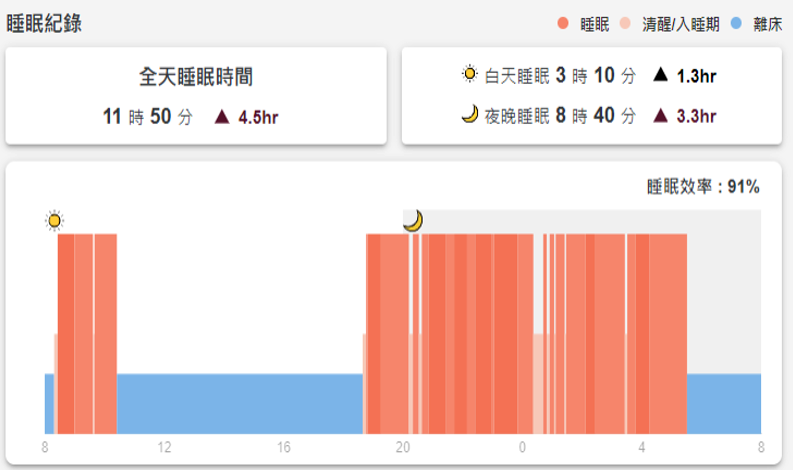 睡眠紀錄
睡眠 清醒/入睡期 離床
全天睡眠時間
11 時 50 分 ▲ 4.5hr
白天睡眠 3 時 10 分 ▲ 1.3hr
夜晚睡眠 8 時 40 分 ▲ 3.3hr
睡眠效率 : 91%
8 12 16 20 0 4 8